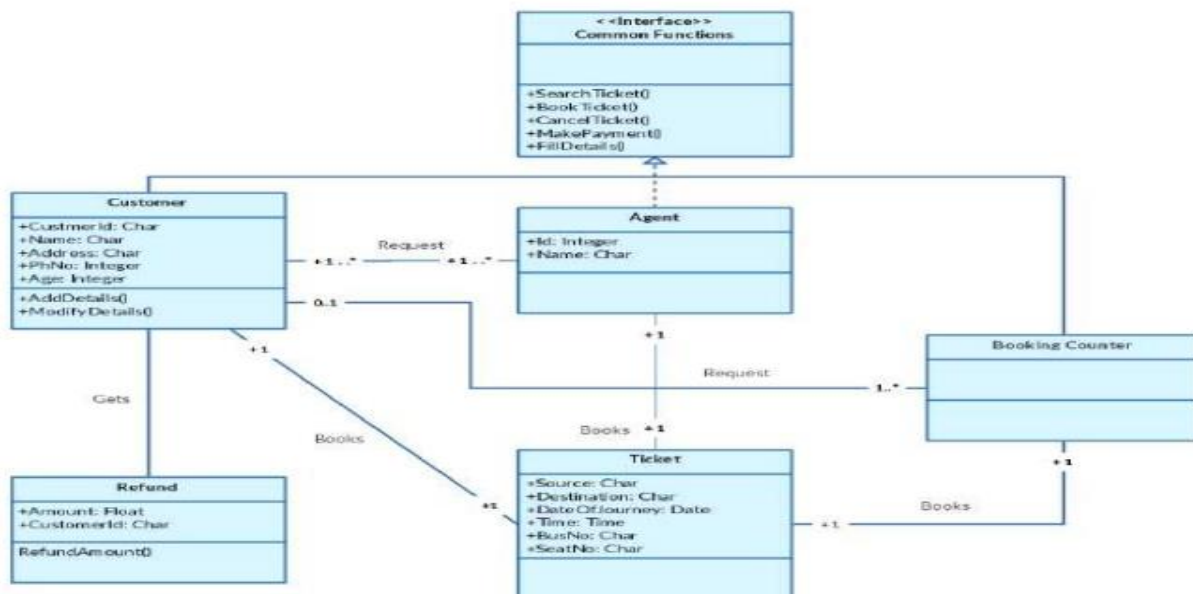 <<Interface>>
Common Functions
+SearchTicket()
+BookTicket()
+CancelTicket()
+MakePayment()
+FillDetails()
Customer
+CustmerId: Char
+Name: Char
+Address: Char
+PhNo: Integer
+Age: Integer
+AddDetails()
+ModifyDetails()
Request
+1..*
+1..*
Agent
+Id: Integer
+Name: Char
0..1
+1
+1
Booking Counter
Request
1..*
Gets
Books
Books
+1
+1
Refund
+Amount: Float
+CustomerId: Char
RefundAmount()
+1
Ticket
+Source: Char
+Destination: Char
+DateOfJourney: Date
+Time: Time
+BusNo: Char
+SeatNo: Char
Books
+1